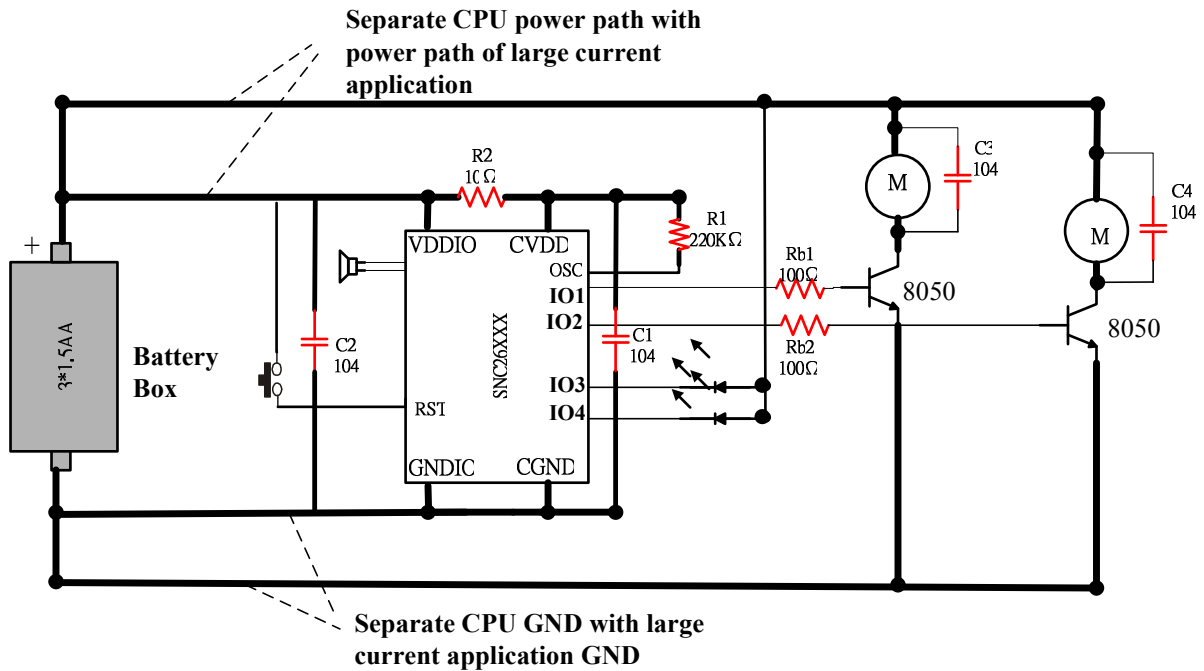 Separate CPU power path with
power path of large current
application
R2
10Ω
C3
104
M
C4
104
M
R1
220KΩ
+
VDDIO
CVDD
OSC
IO1
Rb1
100Ω
8050
IO2
8050
Rb2
100Ω
3*1.5AA
Battery
Box
C2
104
SNC26XXX
C1
104
IO3
RST
IO4
GNDIO
CGND
Separate CPU GND with large
current application GND